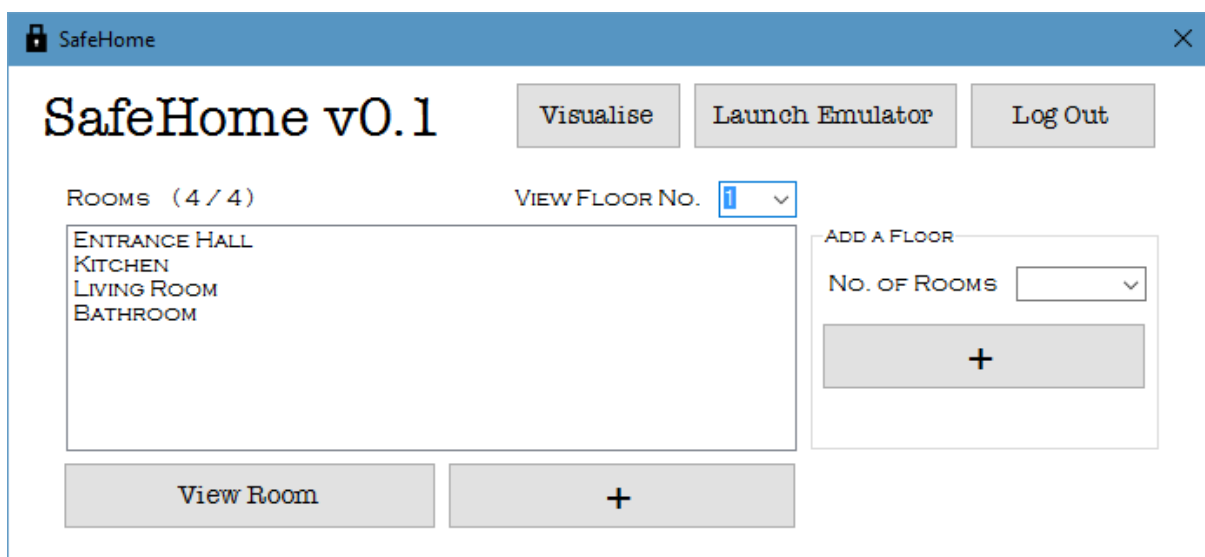 SafeHome
SafeHome v0.1
Visualise
Launch Emulator
Log Out
Rooms (4/4)
View Floor No. 1
Entrance Hall
Kitchen
Living Room
Bathroom
Add a Floor
No. of Rooms
+
View Room
+